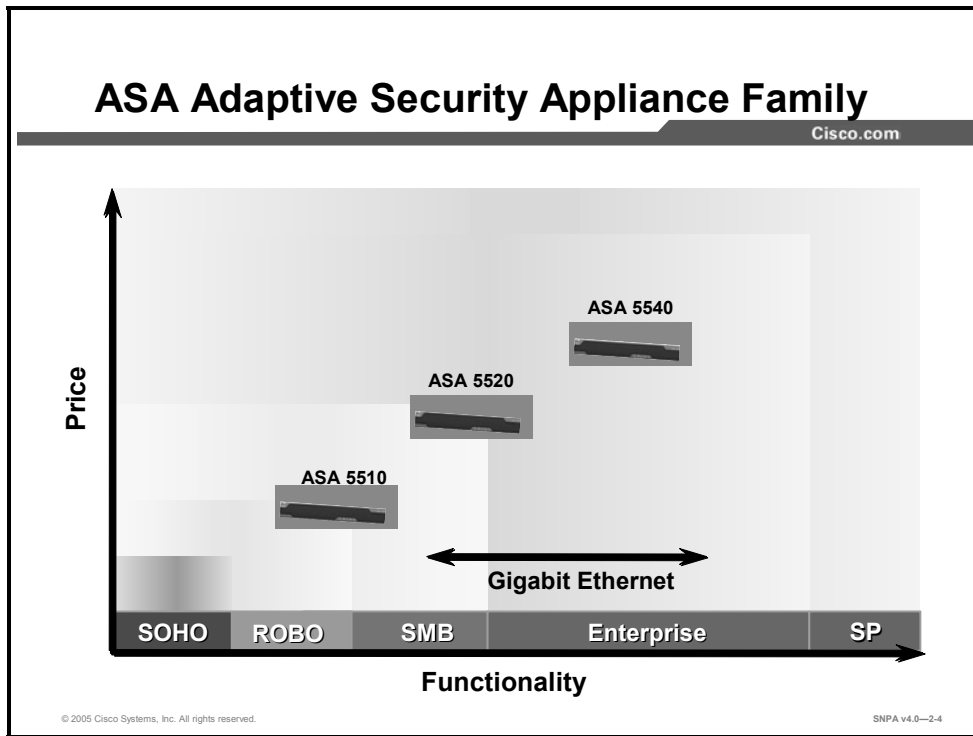 ASA Adaptive Security Appliance Family
Cisco.com
ASA 5540
ASA 5520
ASA 5510
Price
Gigabit Ethernet
SOHO ROBO SMB Enterprise SP
Functionality
© 2005 Cisco Systems, Inc. All rights reserved. SNPA v4.0—2-4